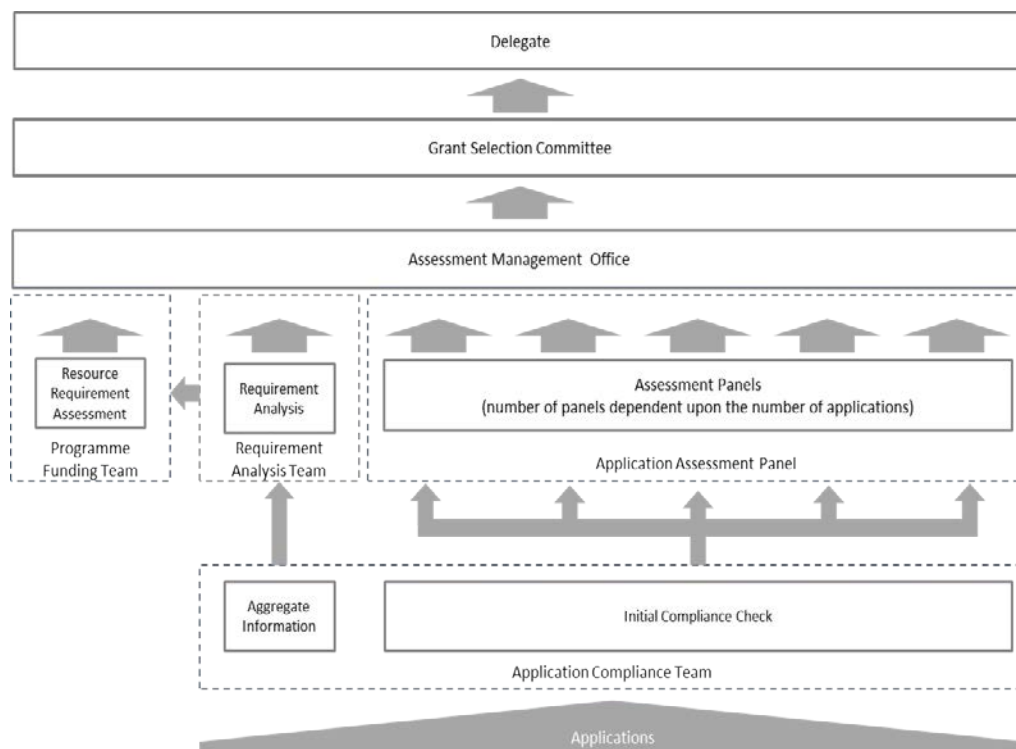 Delegate
Grant Selection Committee
Assessment Management Office
Resource
Requirement
Assessment
Programme
Funding Team
Requirement
Analysis
Requirement
Analysis Team
Assessment Panels
(number of panels dependent upon the number of applications)
Application Assessment Panel
Aggregate
Information
Initial Compliance Check
Application Compliance Team
Applications